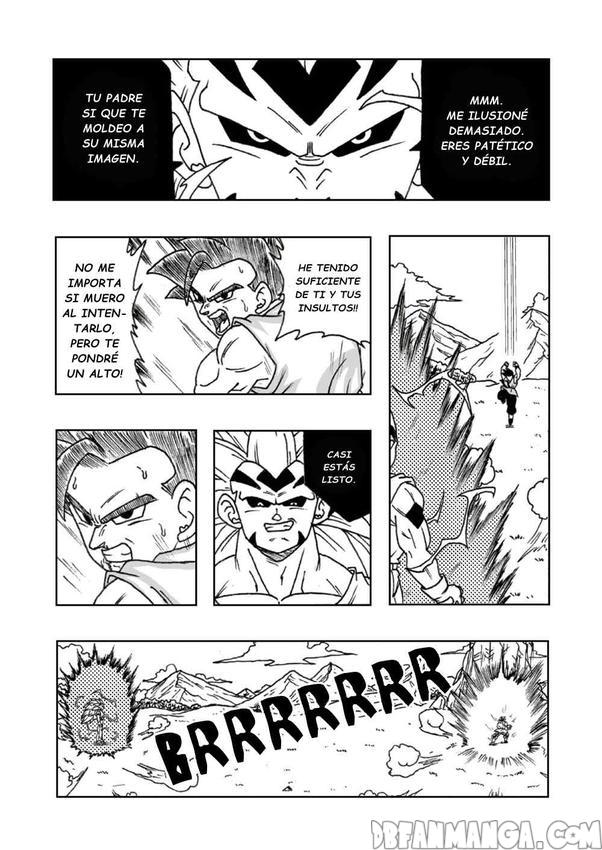 TU PADRE
SI QUE TE
MOLDEO A
SU MISMA
IMAGEN.
MMM.
ME ILUSIONÉ
DEMASIADO.
ERES PATÉTICO
Y DÉBIL.
NO ME
IMPORTA
SI MUERO
AL INTEN-
TARLO,
PERO TE
PONDRÉ
UN ALTO!
HE TENIDO
SUFICIENTE
DE TI Y TUS
INSULTOS!!
CASI
ESTÁS
LISTO.
BRRRRRRR
DBFANMANGA.COM